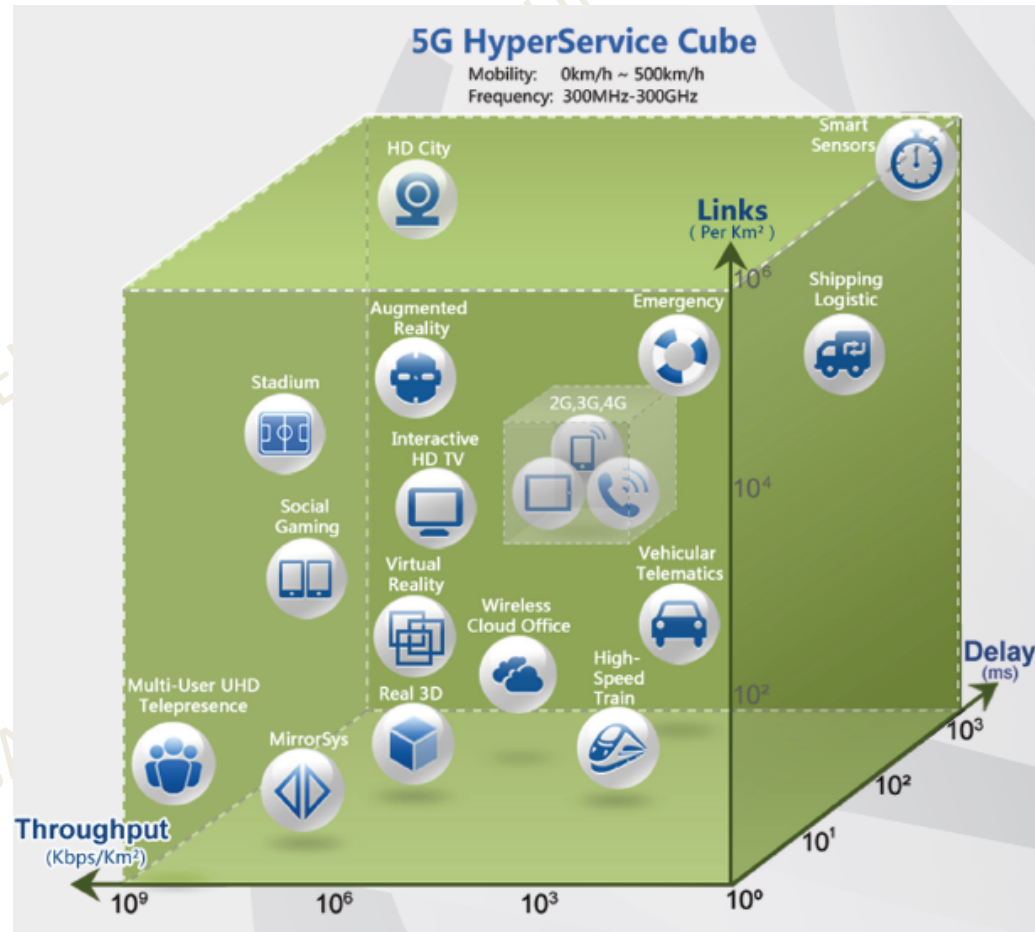 5G HyperService Cube
Mobility: 0km/h ~ 500km/h
Frequency: 300MHz-300GHz
Smart
Sensors
HD City
Links
( Per Km² )
10⁶
Shipping
Logistic
Emergency
Augmented
Reality
Stadium
2G,3G,4G
Interactive
HD TV
10⁴
Social
Gaming
Virtual
Reality
Vehicular
Telematics
Wireless
Cloud Office
High-
Speed
Train
Delay
(ms)
10²
Multi-User UHD
Telepresence
Real 3D
MirrorSys
10³
10²
10¹
Throughput
(Kbps/Km²)
10⁹
10⁶
10³
10⁰